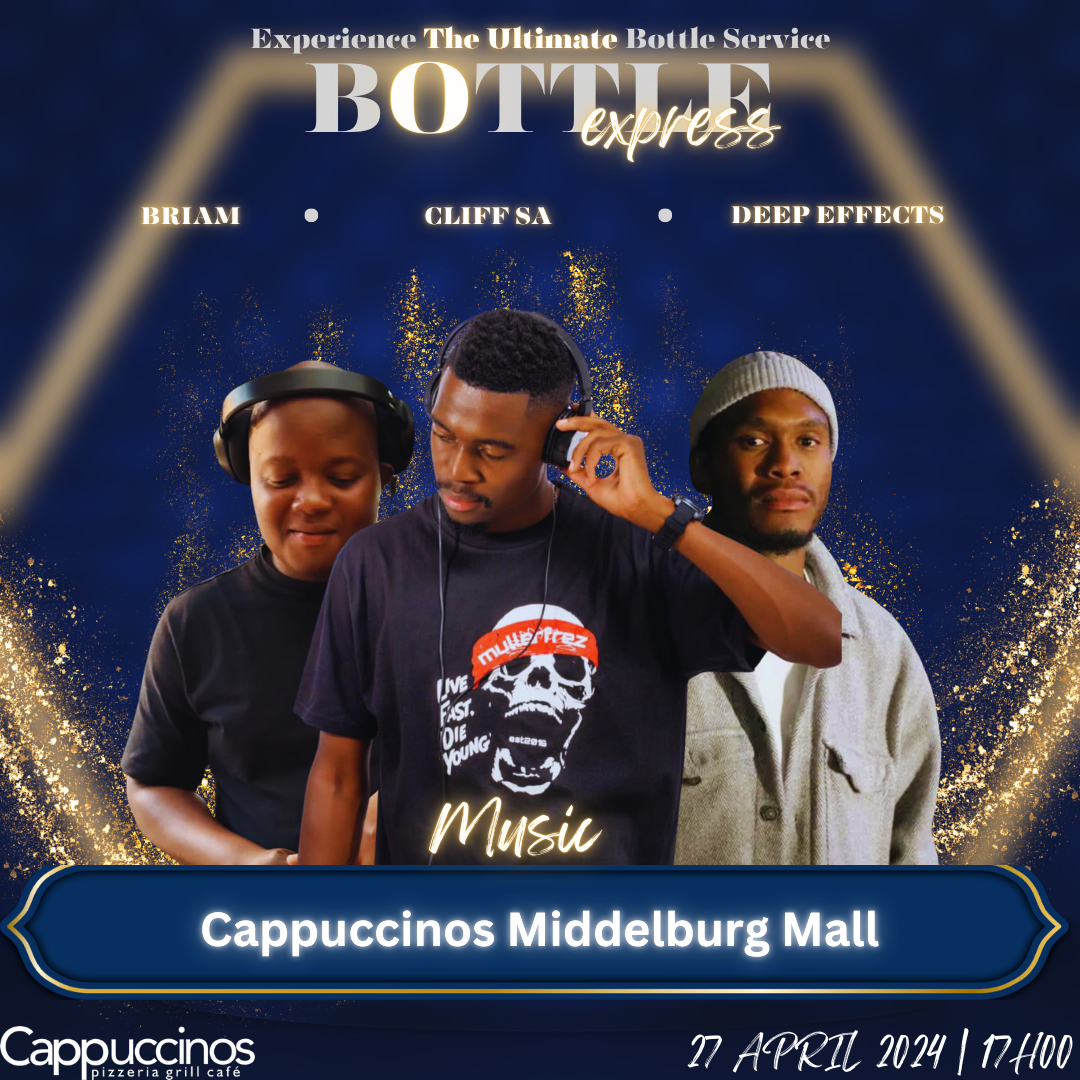 Experience The Ultimate Bottle Service
BOTTLE
express
BRIAM • CLIFF SA • DEEP EFFECTS
mullerfrez
LIVE
FAST.
DIE
YOUNG
est2016
Music
Cappuccinos Middelburg Mall
Cappuccinos
pizzeria grill café
27 APRIL 2024 | 17H00